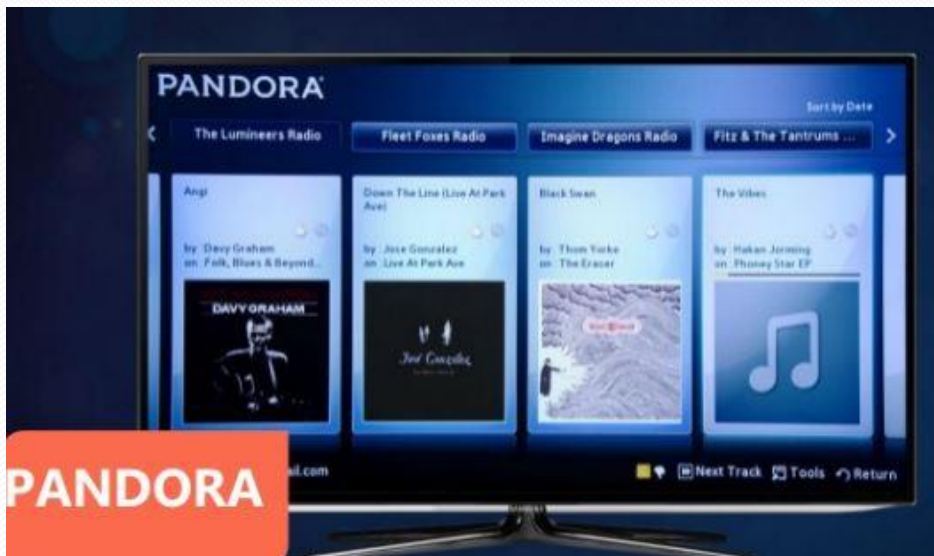 PANDORA
Sort by Date
The Lumineers Radio
Fleet Foxes Radio
Imagine Dragons Radio
Fitz & The Tantrums ...
Angi
by : Davy Graham
on : Folk, Blues & Beyond...
DAVY GRAHAM
Down The Line (Live At Park
Ave)
by : Jose Gonzalez
on : Live At Park Ave
José González
Black Swan
by : Thom Yorke
on : The Eraser
The Vibes
by : Hakan Jorming
on : Phoney Star EP
ail.com
Next Track
Tools
Return
PANDORA